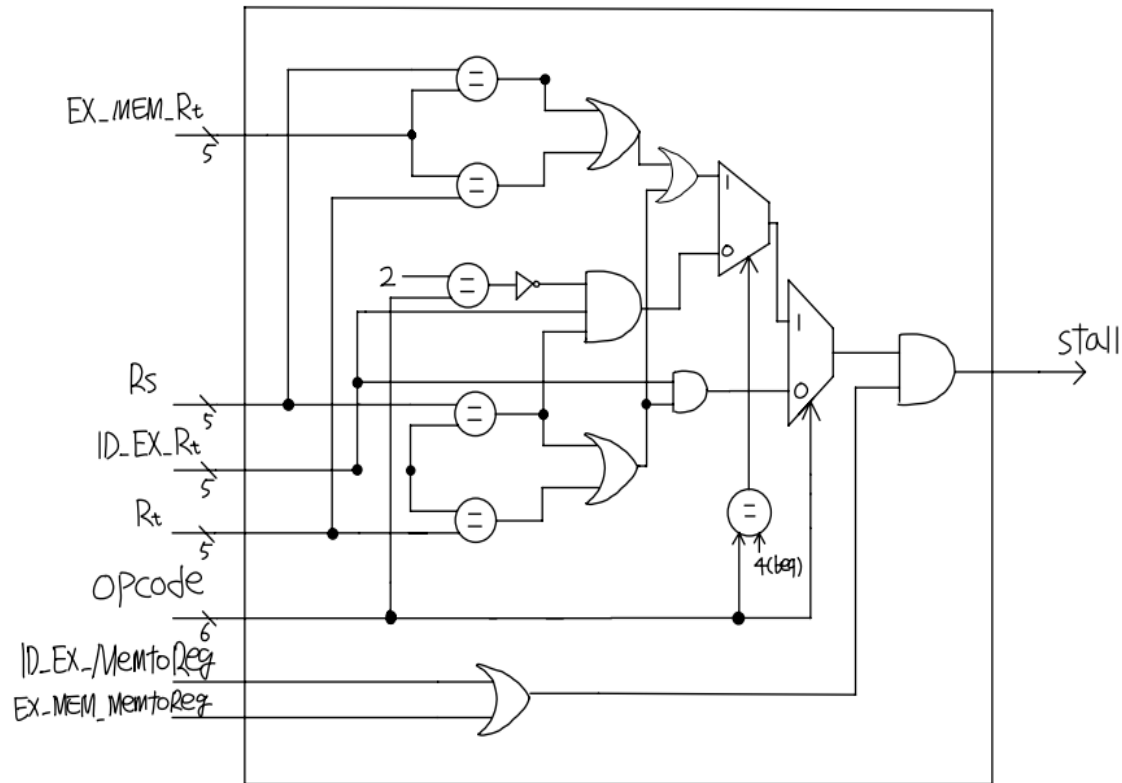 EX_MEM_Rt
5
=
=
1
0
2
=
1
stall
Rs
5
=
0
ID_EX_Rt
5
Rt
5
=
=
4(beq)
OPcode
6
ID_EX_MemtoReg
EX_MEM_MemtoReg